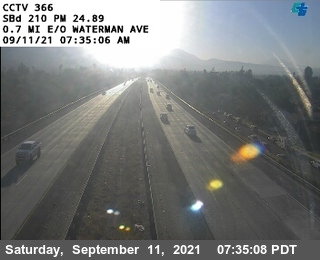 CCTV 366
SBd 210 PM 24.89
0.7 MI E/O WATERMAN AVE
09/11/21 07:35:06 AM
Saturday, September 11, 2021 07:35:08 PDT